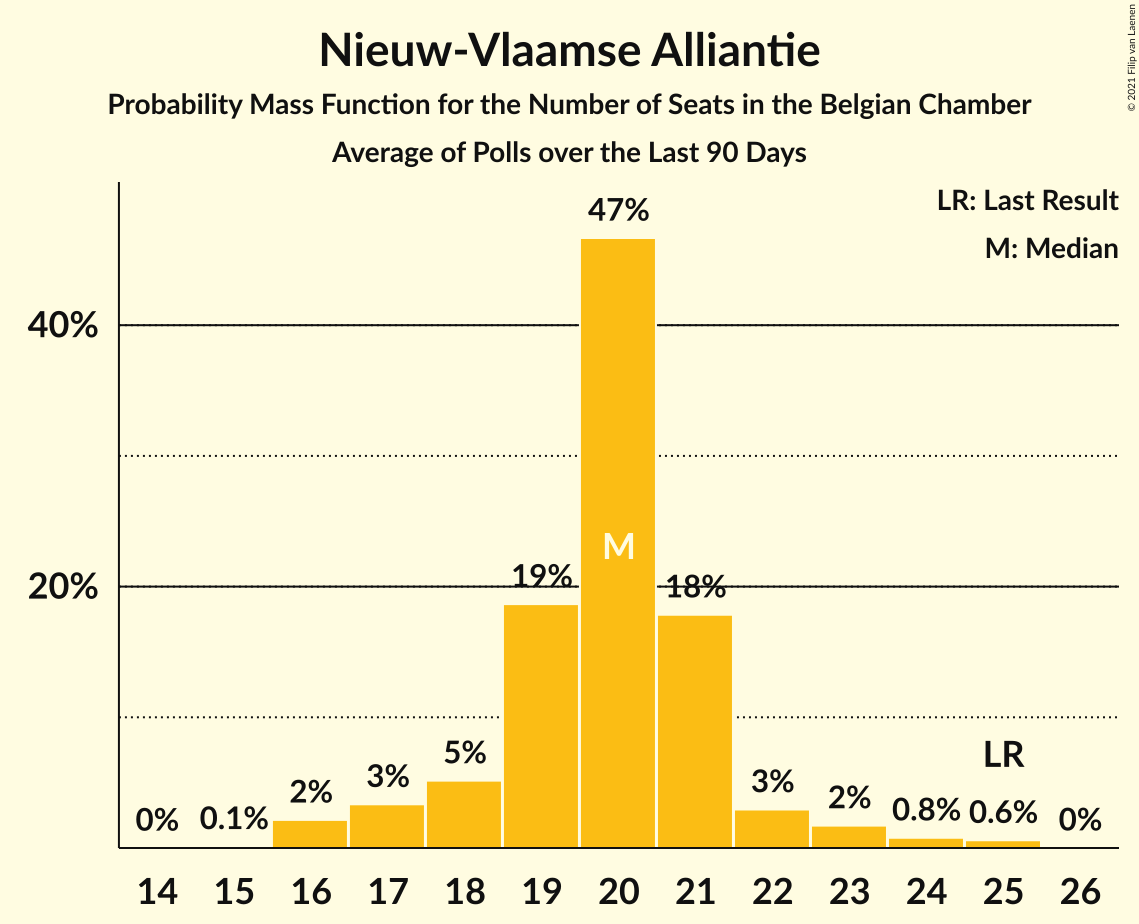 Nieuw-Vlaamse Alliantie
Probability Mass Function for the Number of Seats in the Belgian Chamber
Average of Polls over the Last 90 Days
© 2021 Filip van Laenen
LR: Last Result
M: Median
47%
40%
M
19%
20%
18%
5%
LR
3%
3%
2%
2%
0.8%
0.6%
0%
0.1%
0%
14 15 16 17 18 19 20 21 22 23 24 25 26